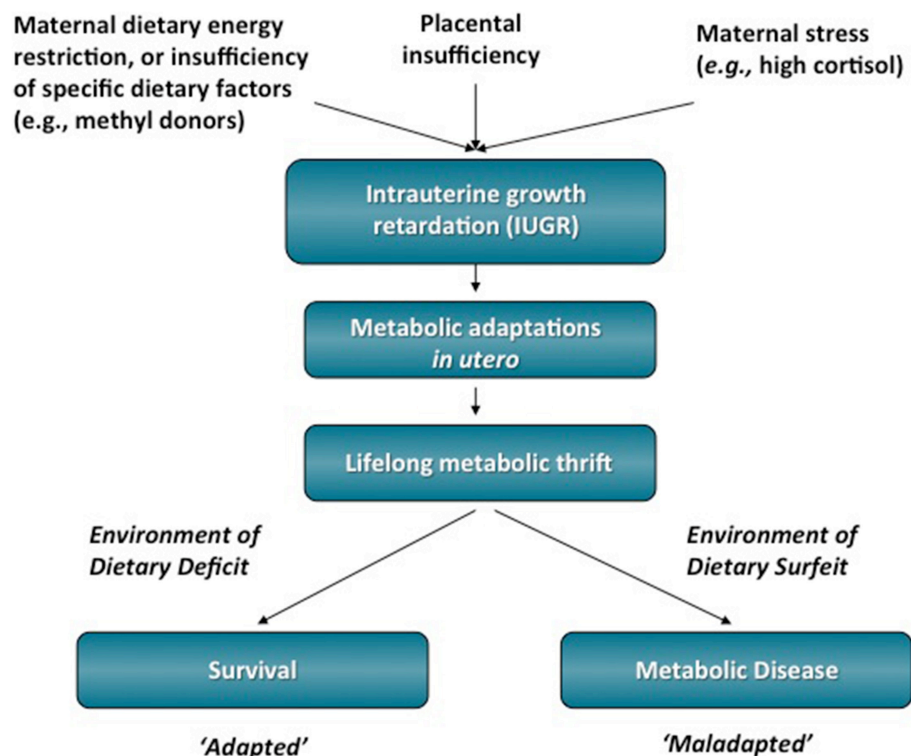 Maternal dietary energy
restriction, or insufficiency
of specific dietary factors
(e.g., methyl donors)
Placental
insufficiency
Maternal stress
(e.g., high cortisol)
Intrauterine growth
retardation (IUGR)
Metabolic adaptations
in utero
Lifelong metabolic thrift
Environment of
Dietary Deficit
Environment of
Dietary Surfeit
Survival
Metabolic Disease
‘Adapted’
‘Maladapted’